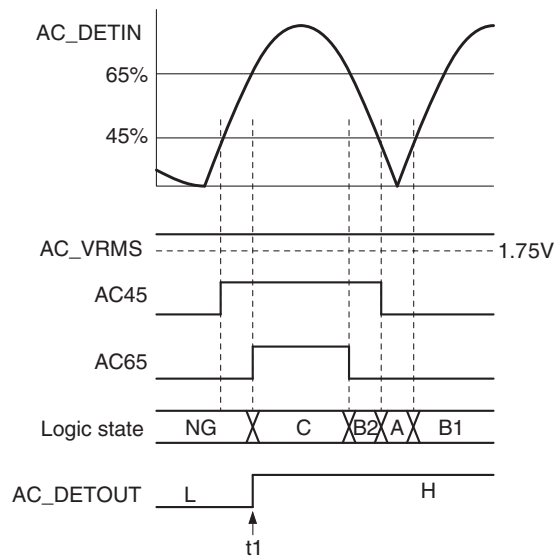 AC_DETIN
65%
45%
AC_VRMS
1.75V
AC45
AC65
Logic state NG C B2 A B1
AC_DETOUT L H
t1